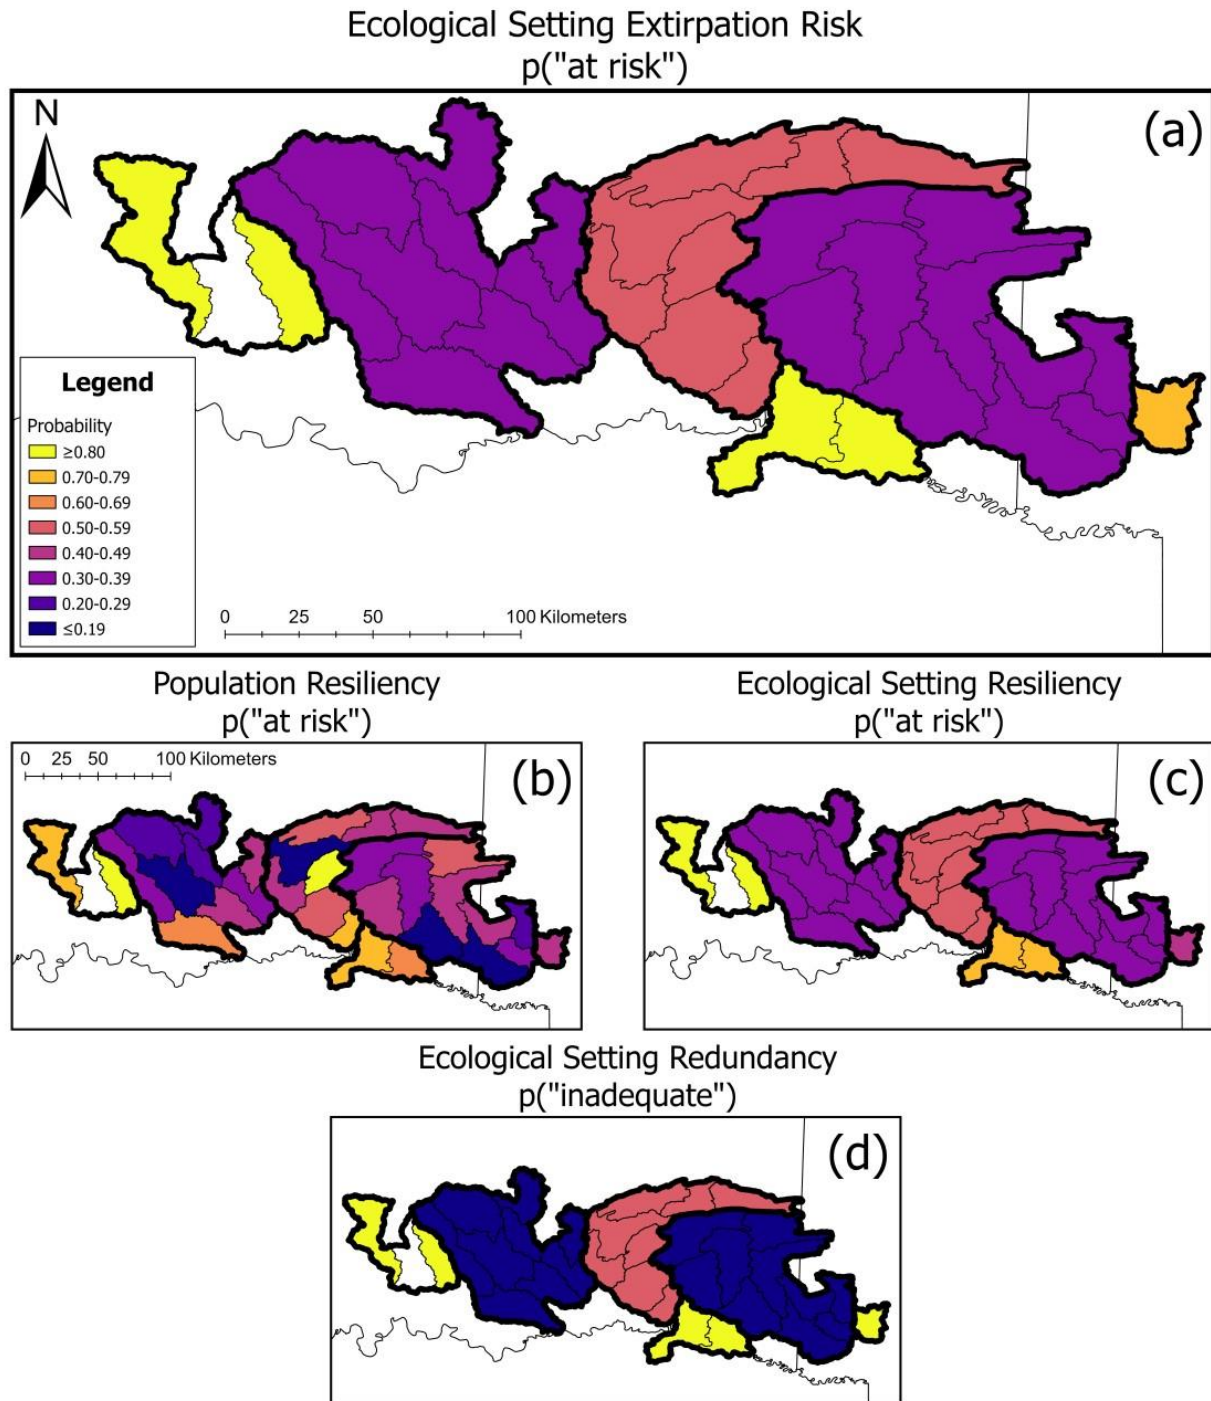 Ecological Setting Extirpation Risk
p("at risk")
N
(a)
Legend
Probability
≥0.80
0.70-0.79
0.60-0.69
0.50-0.59
0.40-0.49
0.30-0.39
0.20-0.29
≤0.19
0 25 50 100 Kilometers
Population Resiliency
p("at risk")
0 25 50 100 Kilometers
(b)
Ecological Setting Resiliency
p("at risk")
(c)
Ecological Setting Redundancy
p("inadequate")
(d)